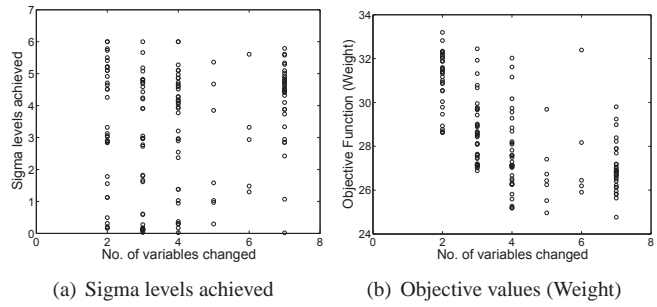 7
6
5
4
3
2
1
0
0 2 4 6 8
Sigma levels achieved
No. of variables changed
(a) Sigma levels achieved
34
32
30
28
26
24
0 2 4 6 8
Objective Function (Weight)
No. of variables changed
(b) Objective values (Weight)